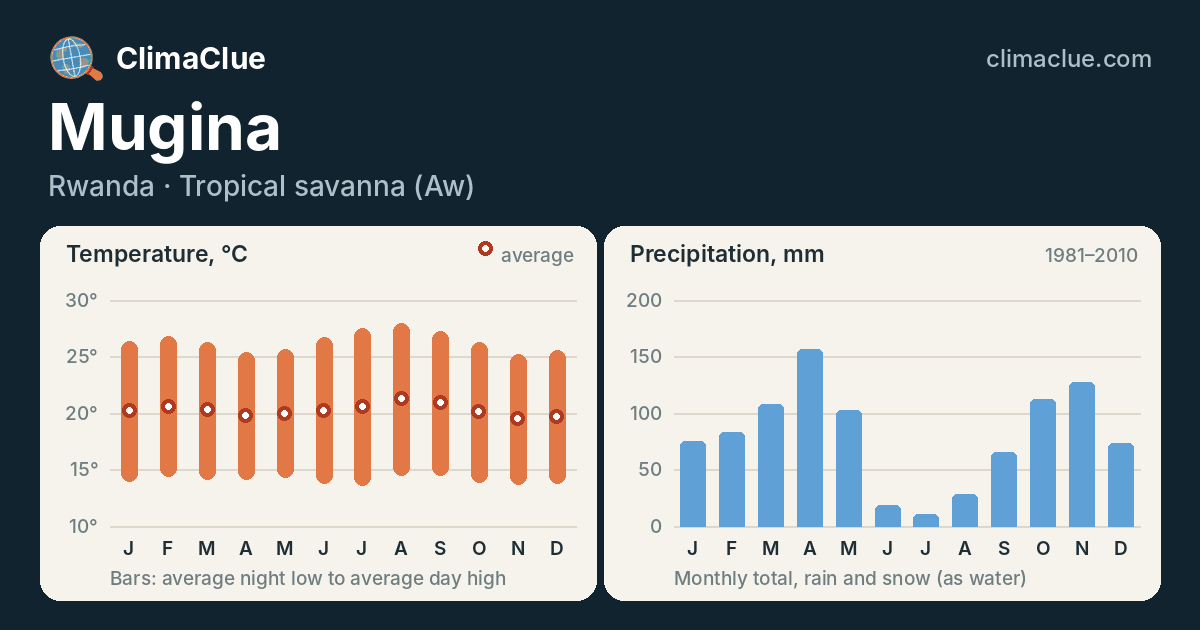 ClimaClue
climaclue.com
Mugina
Rwanda · Tropical savanna (Aw)
Temperature, °C
average
30°
25°
20°
15°
10°
J F M A M J J A S O N D
Bars: average night low to average day high
Precipitation, mm
1981–2010
200
150
100
50
0
J F M A M J J A S O N D
Monthly total, rain and snow (as water)